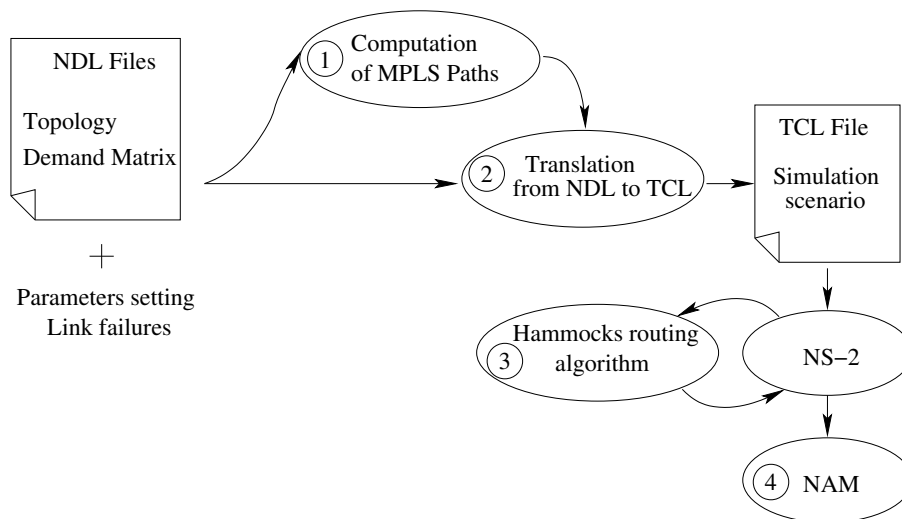 NDL Files
Topology
Demand Matrix
+
Parameters setting
Link failures
1
Computation
of MPLS Paths
2
Translation
from NDL to TCL
TCL File
Simulation
scenario
3
Hammocks routing
algorithm
NS−2
4
NAM